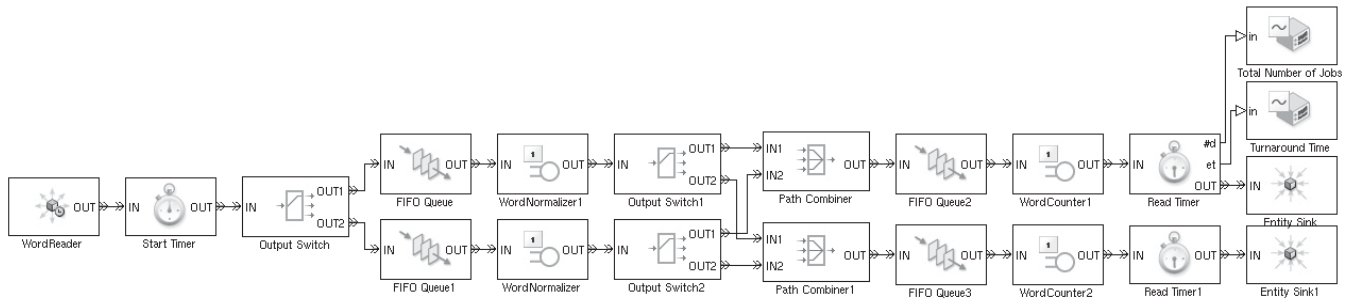 in
Total Number of Jobs
in
Turnaround Time
IN OUT
FIFO Queue
IN 1 OUT
WordNormalizer1
IN OUT1 OUT2
Output Switch1
IN1 IN2 OUT
Path Combiner
IN OUT
FIFO Queue2
IN 1 OUT
WordCounter1
IN #d et OUT
Read Timer
IN
Entity Sink
OUT
WordReader
IN OUT
Start Timer
IN OUT1 OUT2
Output Switch
IN OUT
FIFO Queue1
IN 1 OUT
WordNormalizer
IN OUT1 OUT2
Output Switch2
IN1 IN2 OUT
Path Combiner1
IN OUT
FIFO Queue3
IN 1 OUT
WordCounter2
IN OUT
Read Timer1
IN
Entity Sink1